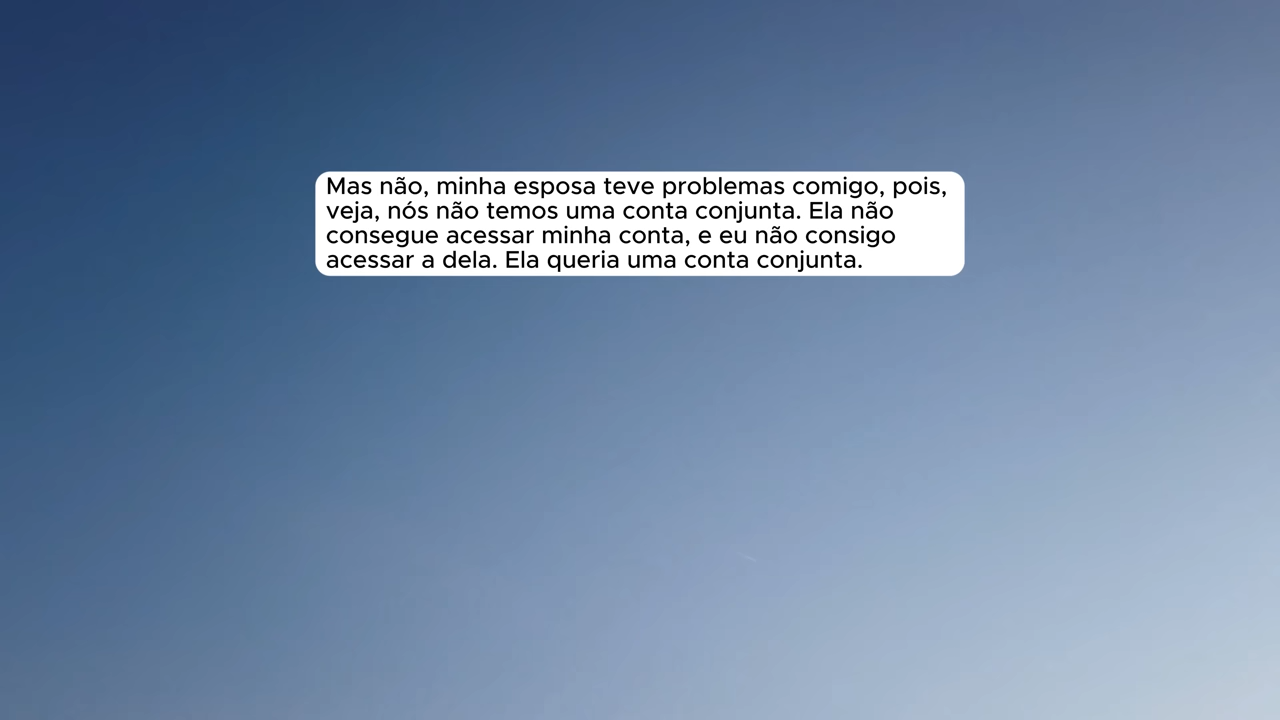 Mas não, minha esposa teve problemas comigo, pois,
veja, nós não temos uma conta conjunta. Ela não
consegue acessar minha conta, e eu não consigo
acessar a dela. Ela queria uma conta conjunta.